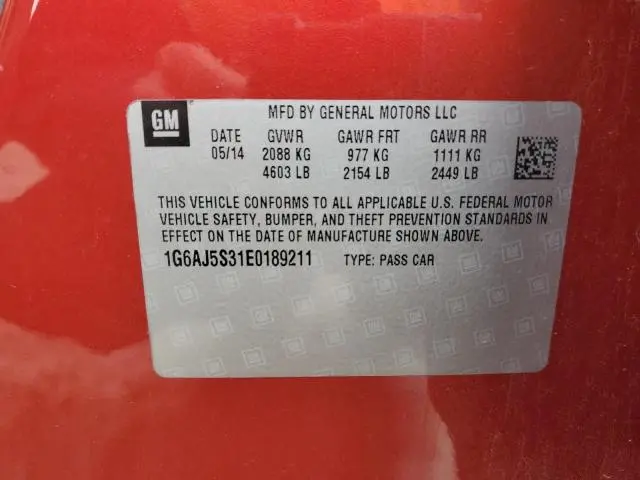 GM MFD BY GENERAL MOTORS LLC
DATE GVWR GAWR FRT GAWR RR
05/14 2088 KG 977 KG 1111 KG
4603 LB 2154 LB 2449 LB
THIS VEHICLE CONFORMS TO ALL APPLICABLE U.S. FEDERAL MOTOR
VEHICLE SAFETY, BUMPER, AND THEFT PREVENTION STANDARDS IN
EFFECT ON THE DATE OF MANUFACTURE SHOWN ABOVE.
1G6AJ5S31E0189211 TYPE: PASS CAR